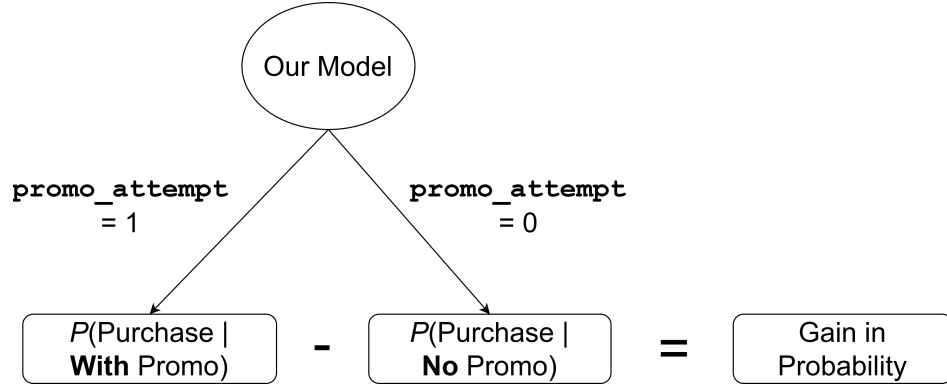 Our Model
promo_attempt
= 1
promo_attempt
= 0
P(Purchase |
With Promo)
-
P(Purchase |
No Promo)
=
Gain in
Probability